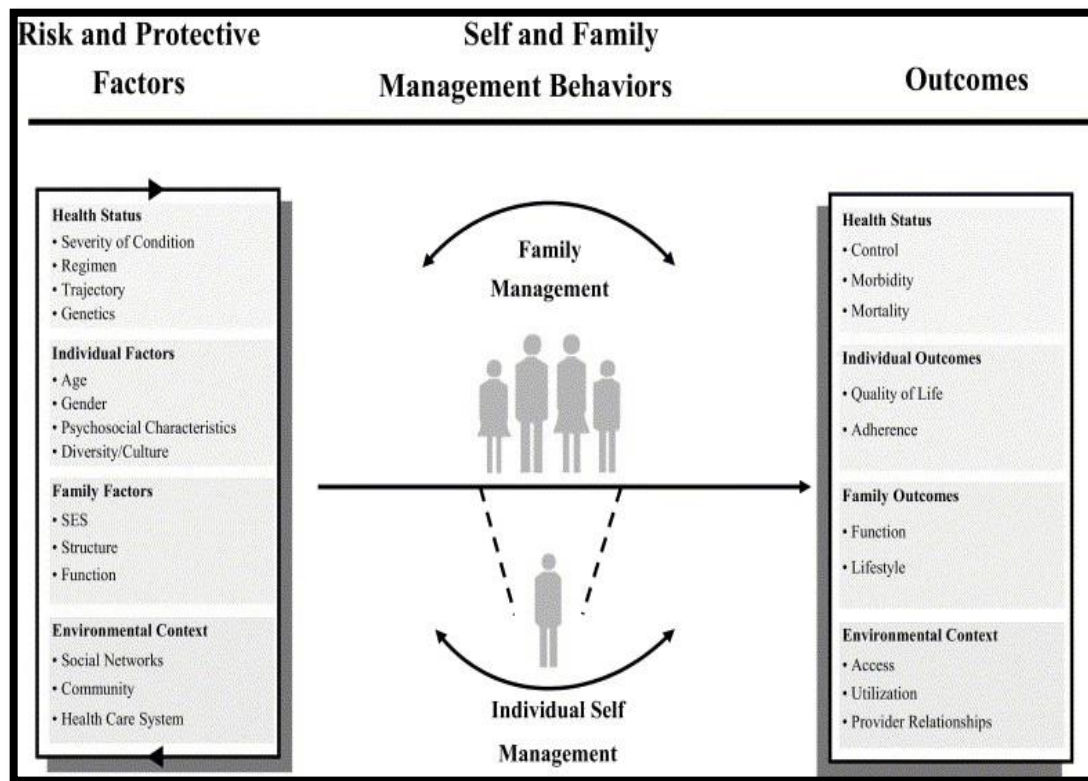 Risk and Protective
Factors
Self and Family
Management Behaviors
Outcomes
Health Status
• Severity of Condition
• Regimen
• Trajectory
• Genetics
Individual Factors
• Age
• Gender
• Psychosocial Characteristics
• Diversity/Culture
Family Factors
• SES
• Structure
• Function
Environmental Context
• Social Networks
• Community
• Health Care System
Family
Management
Individual Self
Management
Health Status
• Control
• Morbidity
• Mortality
Individual Outcomes
• Quality of Life
• Adherence
Family Outcomes
• Function
• Lifestyle
Environmental Context
• Access
• Utilization
• Provider Relationships